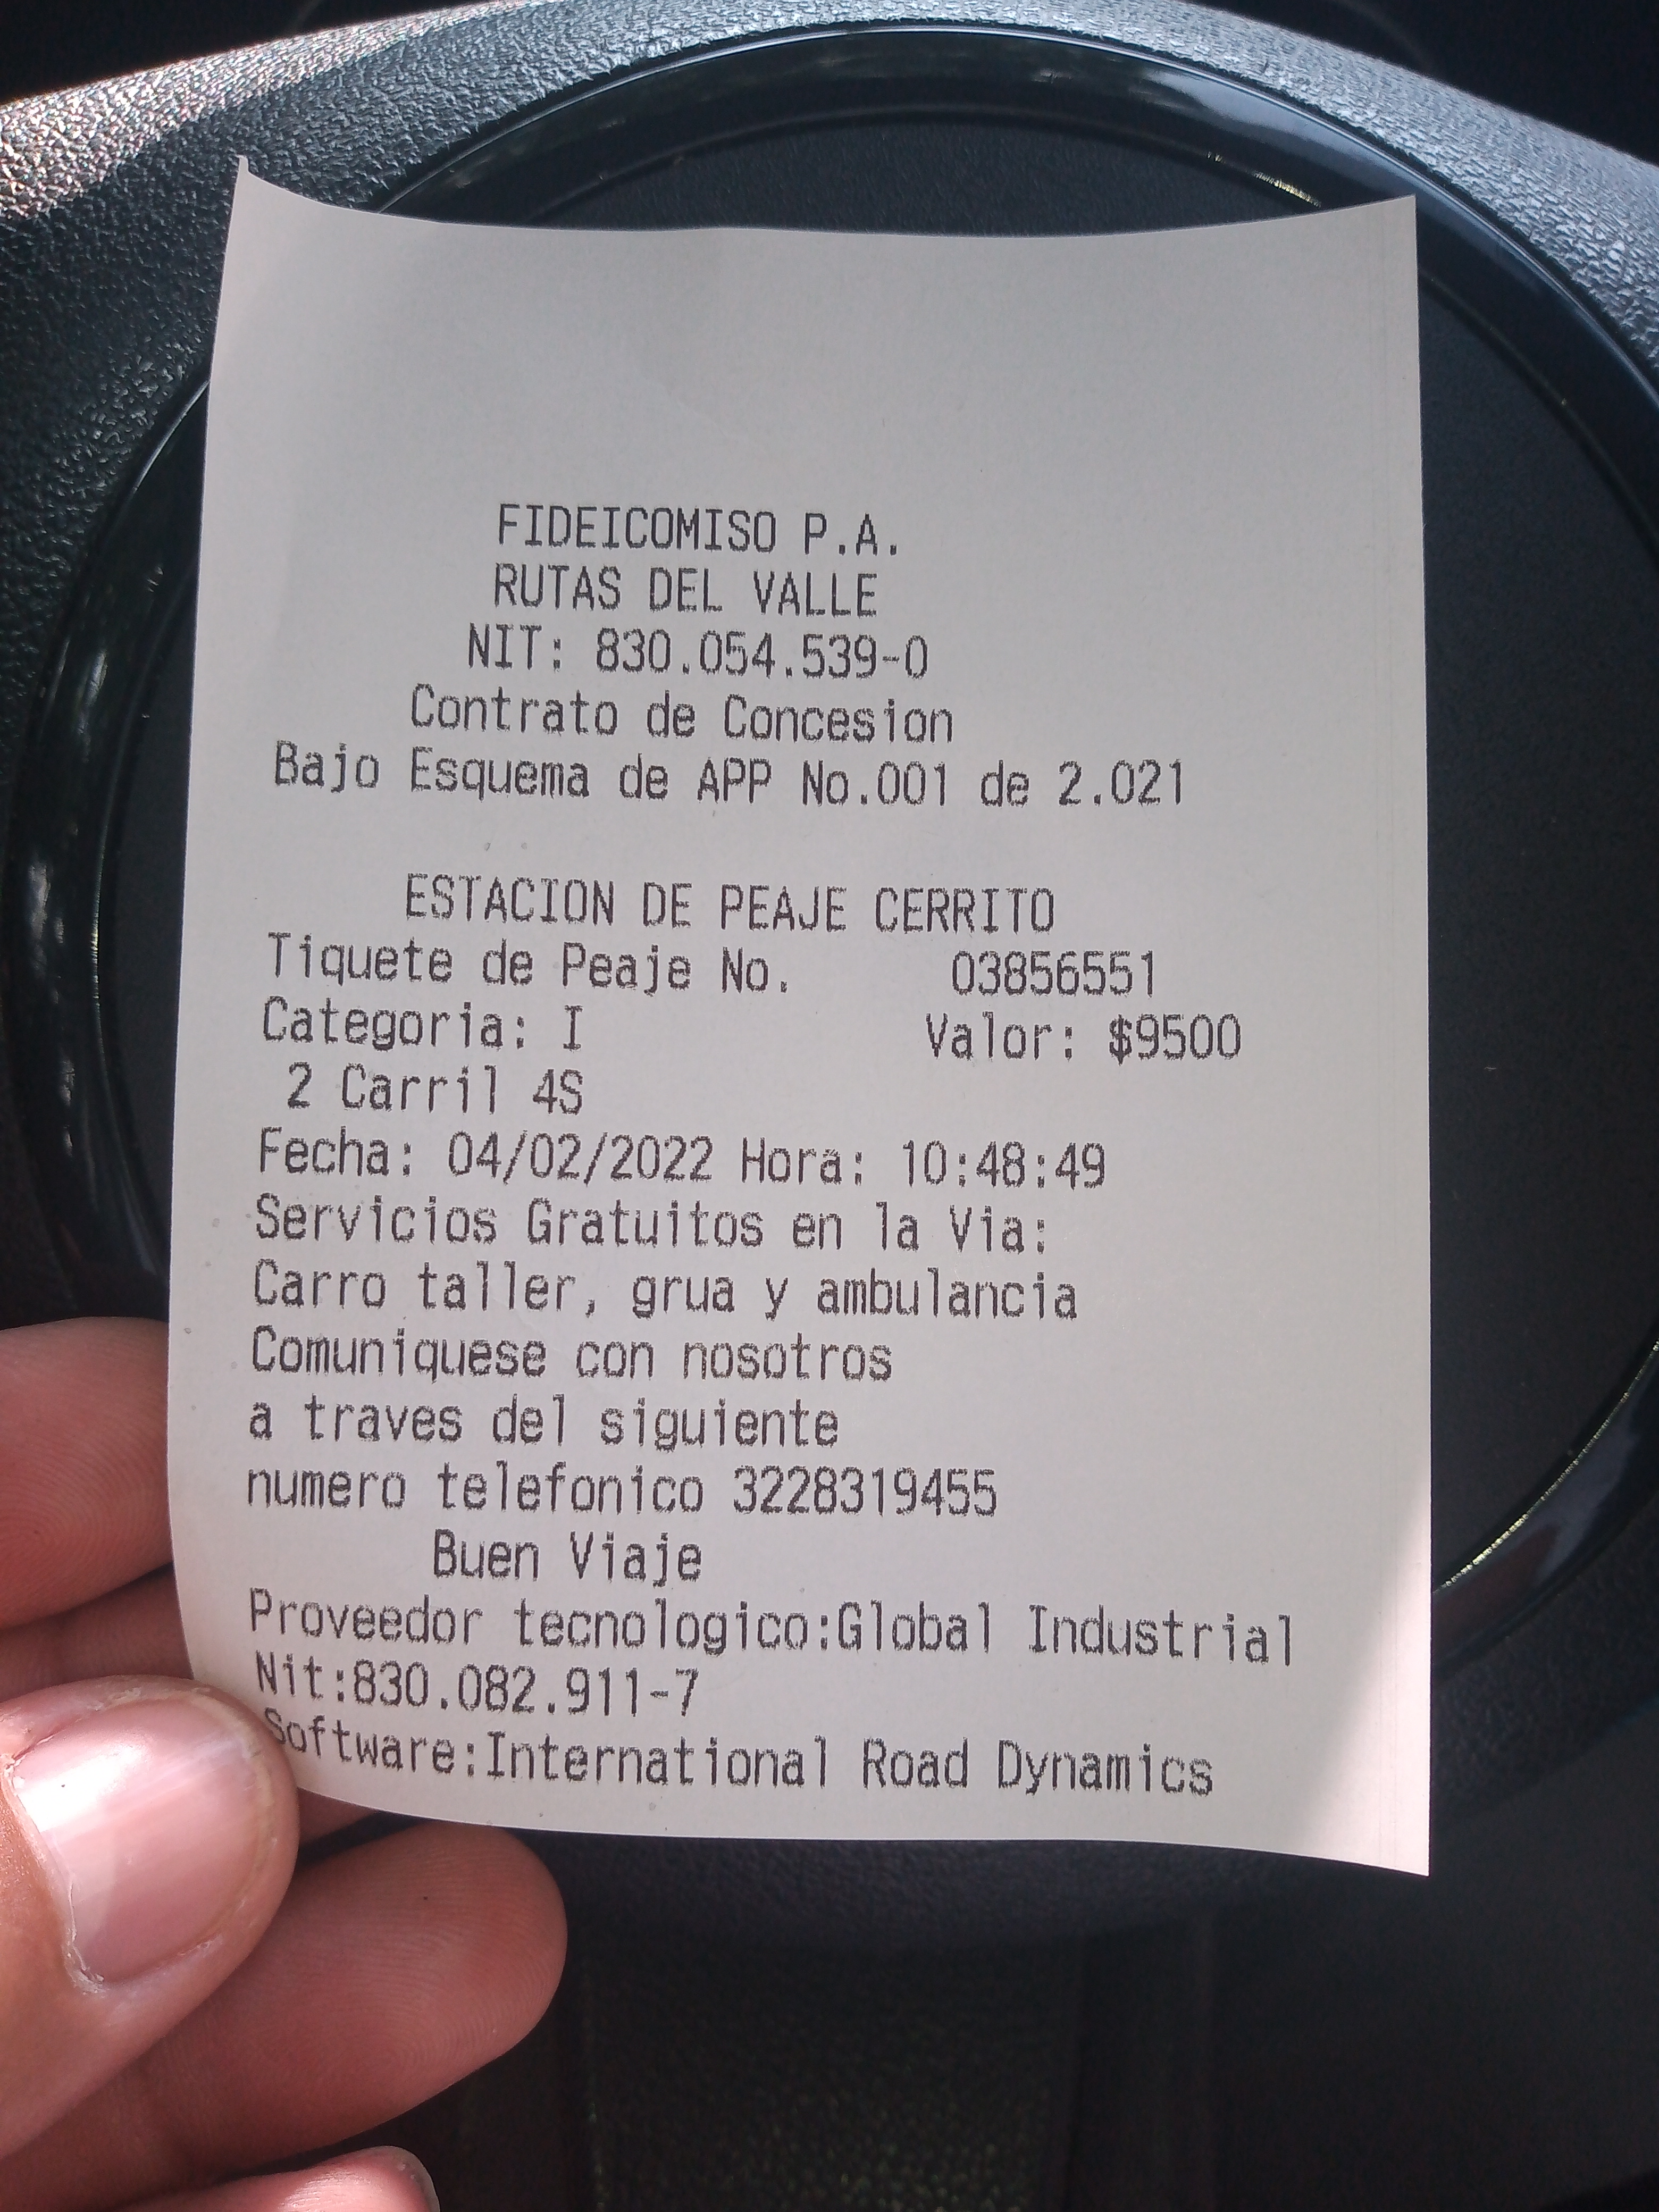 FIDEICOMISO P.A.
RUTAS DEL VALLE
NIT: 830.054.539-0
Contrato de Concesion
Bajo Esquema de APP No.001 de 2.021
ESTACION DE PEAJE CERRITO
Tiquete de Peaje No. 03856551
Categoria: I Valor: $9500
2 Carril 4S
Fecha: 04/02/2022 Hora: 10:48:49
Servicios Gratuitos en la Via:
Carro taller, grua y ambulancia
Comuniquese con nosotros
a traves del siguiente
numero telefonico 3228319455
Buen Viaje
Proveedor tecnologico:Global Industrial
Nit:830.082.911-7
Software:International Road Dynamics